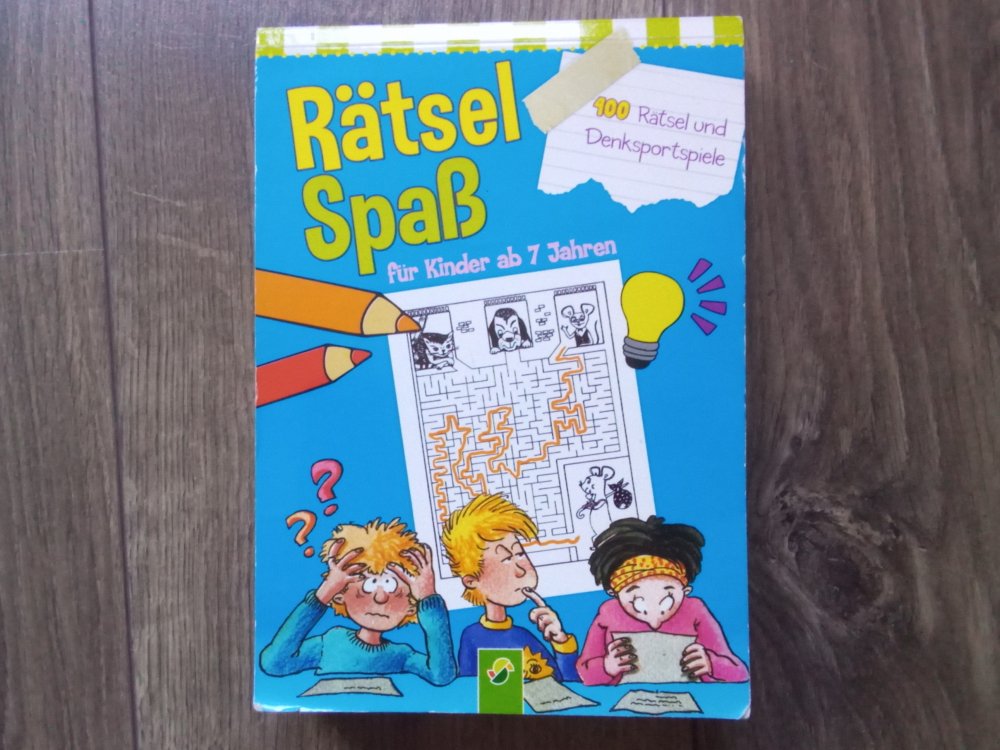 Rätsel
Spaß
100 Rätsel und
Denksportspiele
für Kinder ab 7 Jahren
? ?